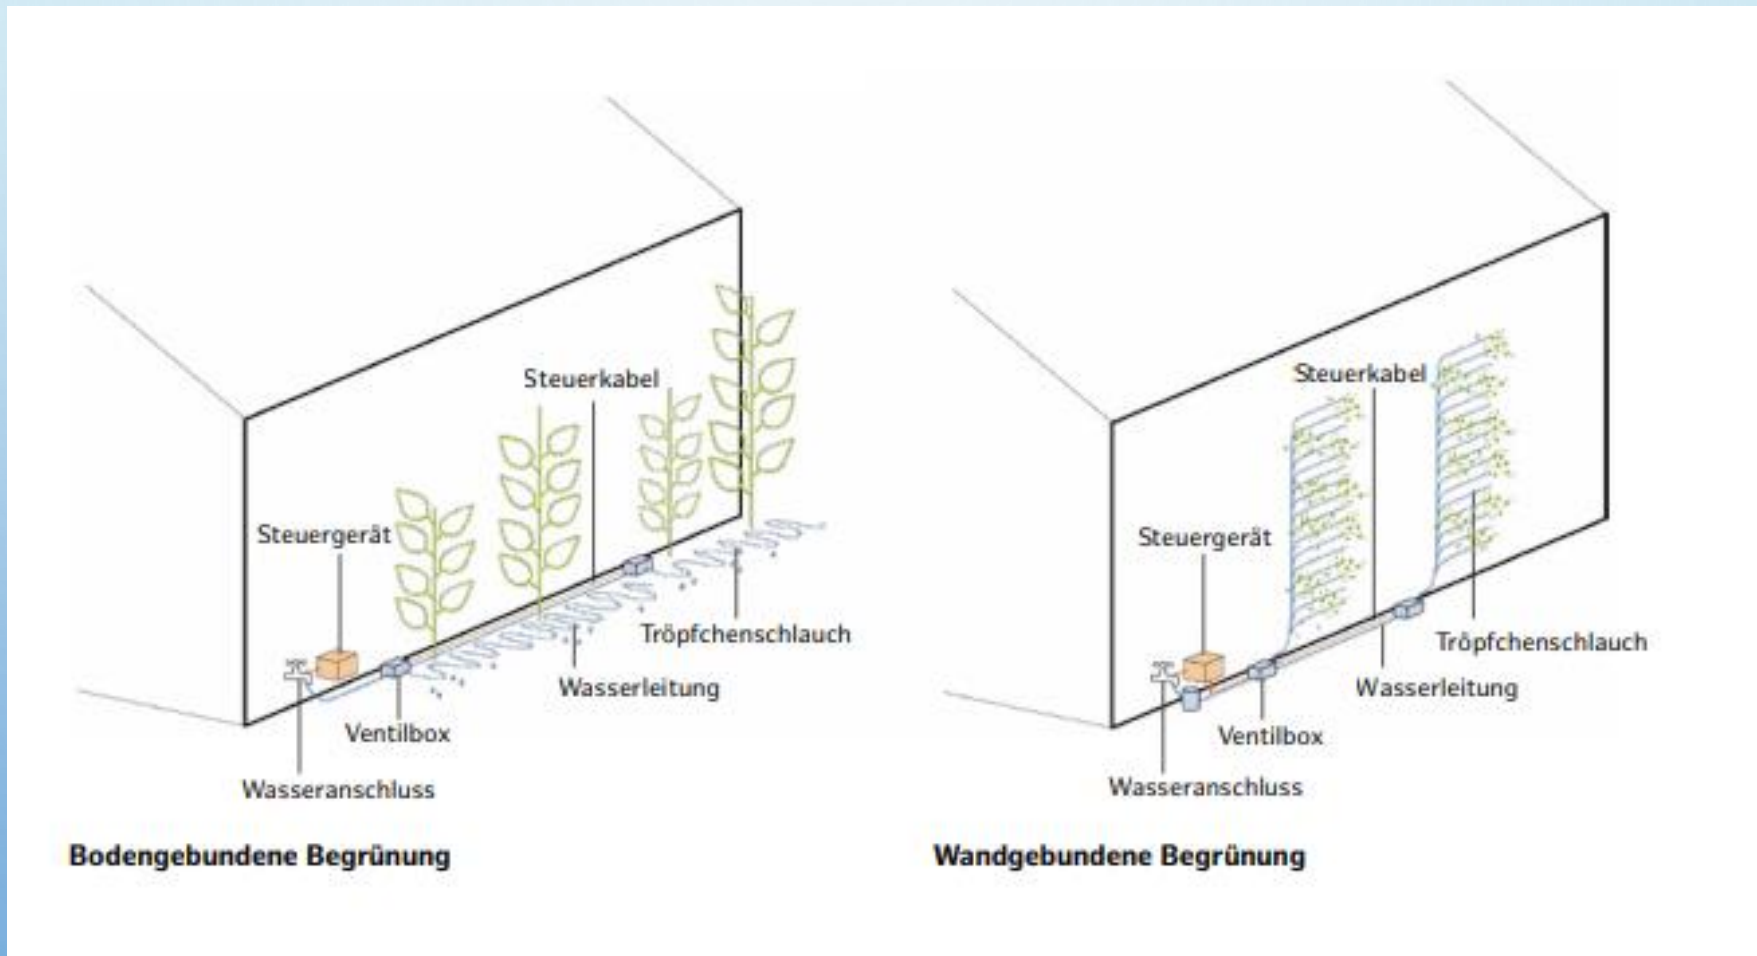 Steuerkabel
Steuergerät
Tröpfchenschlauch
Wasserleitung
Ventilbox
Wasseranschluss
Bodengebundene Begrünung
Steuerkabel
Steuergerät
Tröpfchenschlauch
Wasserleitung
Ventilbox
Wasseranschluss
Wandgebundene Begrünung